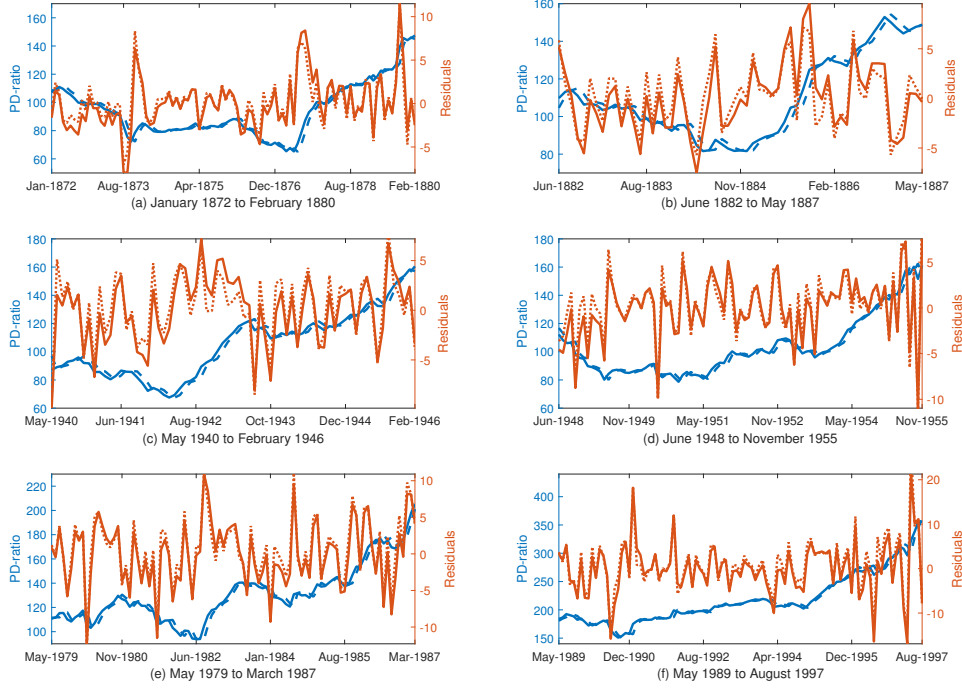 160
140
120
100
80
60
PD-ratio
10
5
0
-5
Residuals
Jan-1872 Aug-1873 Apr-1875 Dec-1876 Aug-1878 Feb-1880
(a) January 1872 to February 1880
160
140
120
100
80
PD-ratio
5
0
-5
Residuals
Jun-1882 Aug-1883 Nov-1884 Feb-1886 May-1887
(b) June 1882 to May 1887
180
160
140
120
100
80
60
PD-ratio
5
0
-5
Residuals
May-1940 Jun-1941 Aug-1942 Oct-1943 Dec-1944 Feb-1946
(c) May 1940 to February 1946
180
160
140
120
100
80
60
PD-ratio
5
0
-5
-10
Residuals
Jun-1948 Nov-1949 May-1951 Nov-1952 May-1954 Nov-1955
(d) June 1948 to November 1955
220
200
180
160
140
120
100
PD-ratio
10
5
0
-5
-10
Residuals
May-1979 Nov-1980 Jun-1982 Jan-1984 Aug-1985 Mar-1987
(e) May 1979 to March 1987
400
350
300
250
200
150
PD-ratio
20
10
0
-10
Residuals
May-1989 Dec-1990 Aug-1992 Apr-1994 Dec-1995 Aug-1997
(f) May 1989 to August 1997